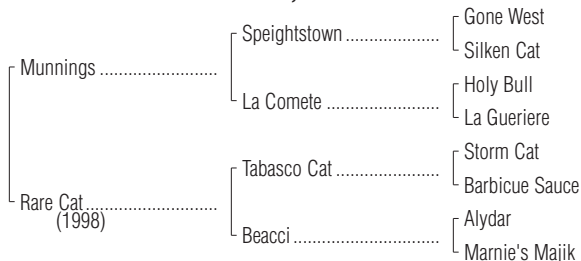 Gone West
Speightstown ....................
Silken Cat
Munnings .........................
Holy Bull
La Comete ........................
La Gueriere
Storm Cat
Tabasco Cat ......................
Barbicue Sauce
Rare Cat............................
(1998)
Alydar
Beacci ...............................
Marnie's Majik